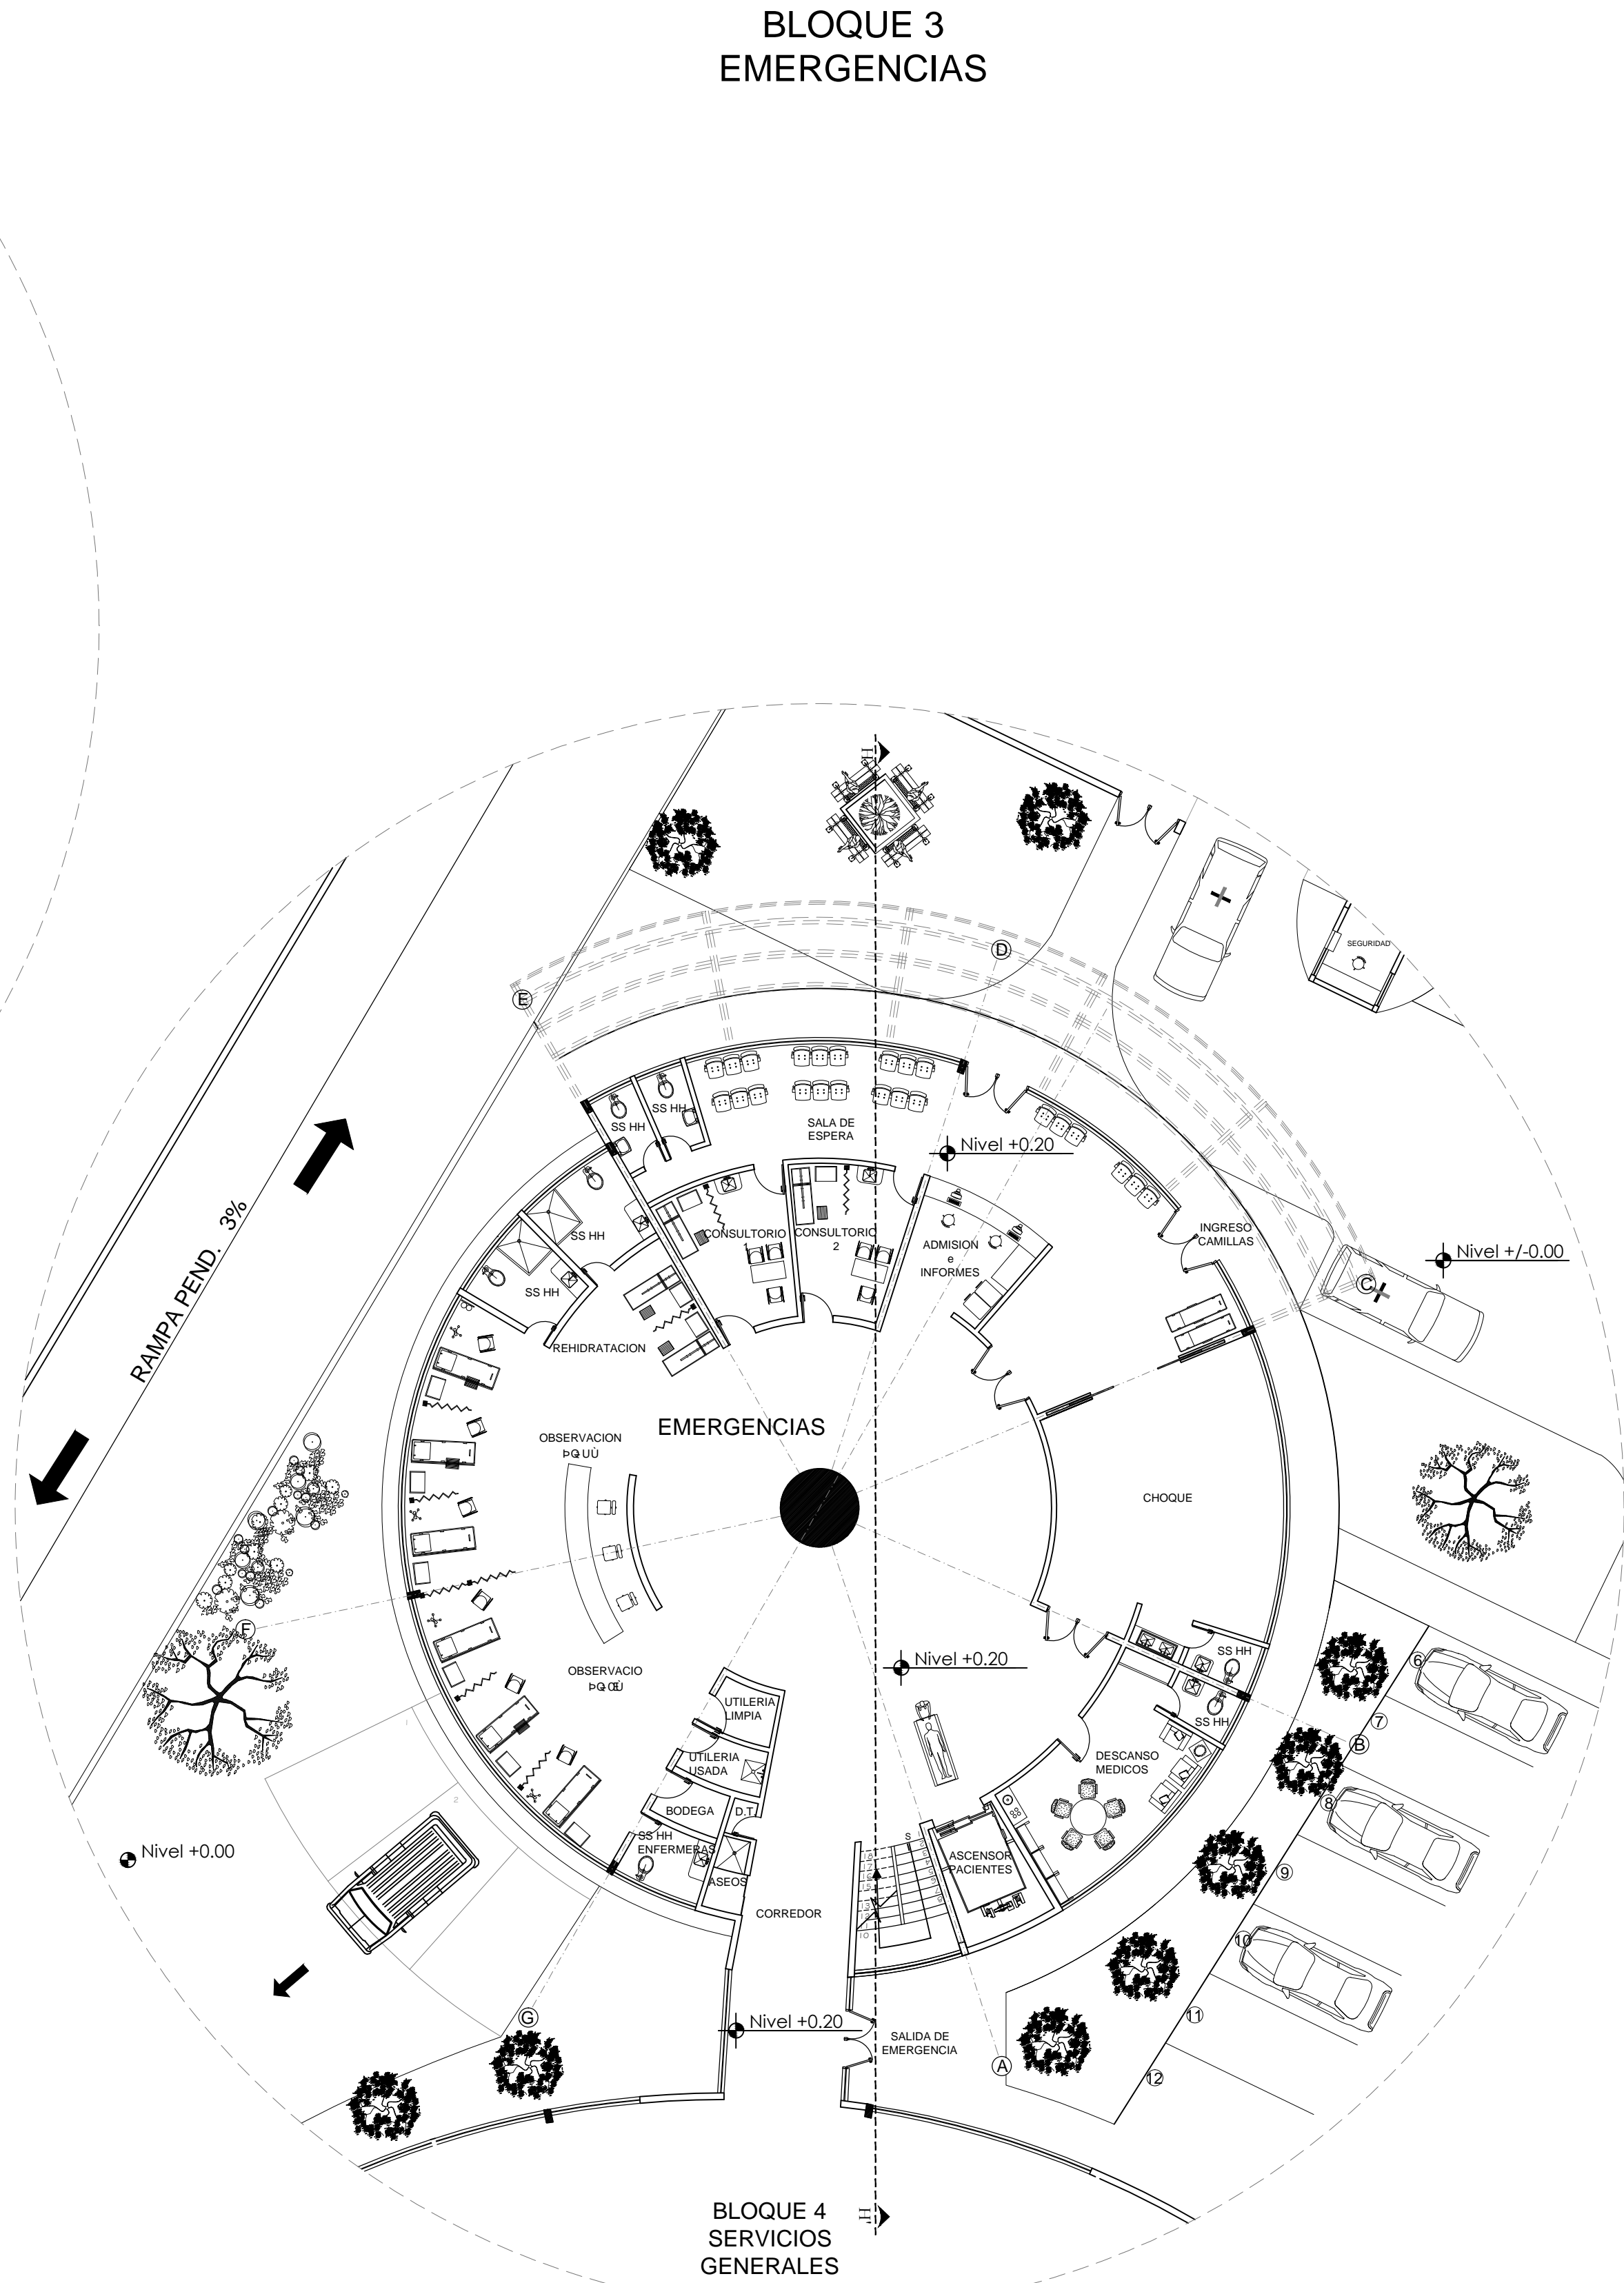 BLOQUE 3
EMERGENCIAS
H
SEGURIDAD
D
E
SS HH
SS HH
SALA DE
ESPERA
Nivel +0.20
RAMPA PEND. 3%
SS HH
SS HH
CONSULTORIO
1
CONSULTORIO
2
ADMISION
e
INFORMES
INGRESO
CAMILLAS
Nivel +/-0.00
C
REHIDRATACION
EMERGENCIAS
OBSERVACION
CHOQUE
F
Nivel +0.20
OBSERVACIO
SS HH
SS HH
6
7
B
8
9
10
11
12
UTILERIA
LIMPIA
UTILERIA
USADA
BODEGA
D.T.
SS HH
ENFERMERAS
ASEOS
DESCANSO
MEDICOS
ASCENSOR
PACIENTES
S
CORREDOR
Nivel +0.00
1
2
G
Nivel +0.20
SALIDA DE
EMERGENCIA
A
H'
BLOQUE 4
SERVICIOS
GENERALES